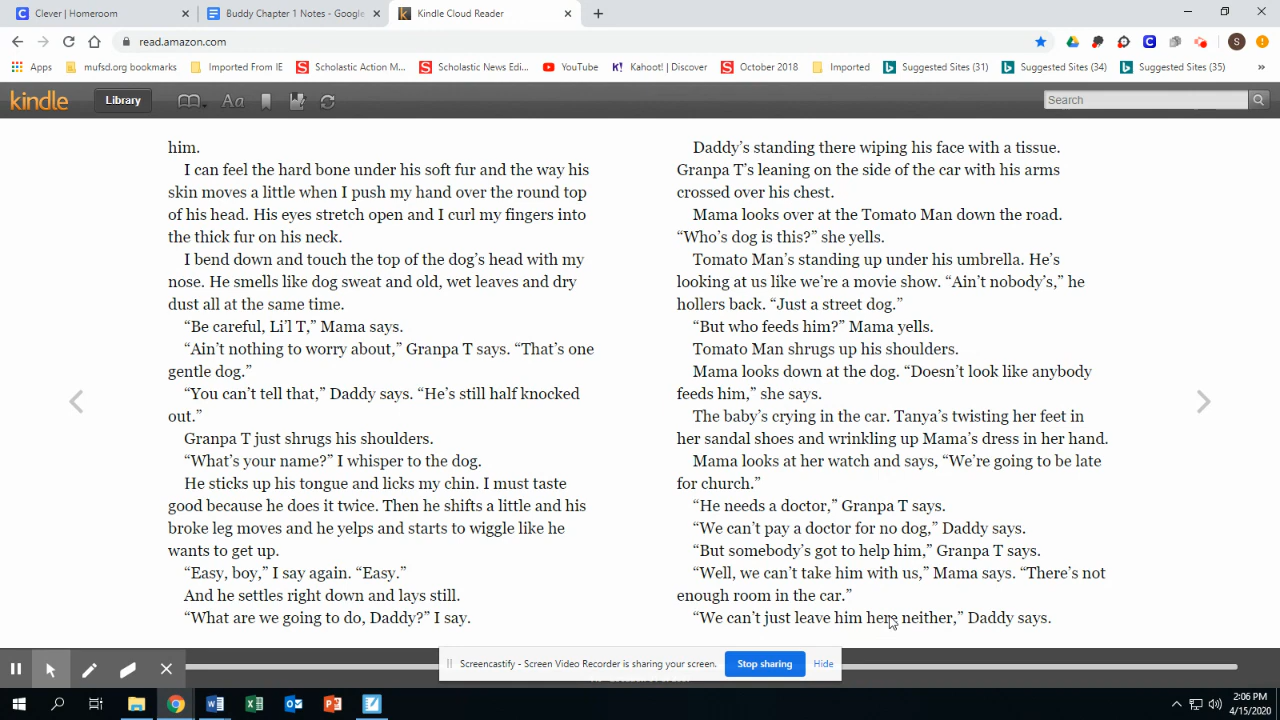 Clever | Homeroom
Buddy Chapter 1 Notes - Google
Kindle Cloud Reader
read.amazon.com
S
Apps
mufsd.org bookmarks
Imported From IE
Scholastic Action M...
Scholastic News Edi...
YouTube
Kahoot! | Discover
October 2018
Imported
Suggested Sites (31)
Suggested Sites (34)
Suggested Sites (35)
»
kindle
Library
Aa
Search
him.
I can feel the hard bone under his soft fur and the way his
skin moves a little when I push my hand over the round top
of his head. His eyes stretch open and I curl my fingers into
the thick fur on his neck.
I bend down and touch the top of the dog’s head with my
nose. He smells like dog sweat and old, wet leaves and dry
dust all at the same time.
“Be careful, Li’l T,” Mama says.
“Ain’t nothing to worry about,” Granpa T says. “That’s one
gentle dog.”
“You can’t tell that,” Daddy says. “He’s still half knocked
out.”
Granpa T just shrugs his shoulders.
“What’s your name?” I whisper to the dog.
He sticks up his tongue and licks my chin. I must taste
good because he does it twice. Then he shifts a little and his
broke leg moves and he yelps and starts to wiggle like he
wants to get up.
“Easy, boy,” I say again. “Easy.”
And he settles right down and lays still.
“What are we going to do, Daddy?” I say.
Daddy’s standing there wiping his face with a tissue.
Granpa T’s leaning on the side of the car with his arms
crossed over his chest.
Mama looks over at the Tomato Man down the road.
“Who’s dog is this?” she yells.
Tomato Man’s standing up under his umbrella. He’s
looking at us like we’re a movie show. “Ain’t nobody’s,” he
hollers back. “Just a street dog.”
“But who feeds him?” Mama yells.
Tomato Man shrugs up his shoulders.
Mama looks down at the dog. “Doesn’t look like anybody
feeds him,” she says.
The baby’s crying in the car. Tanya’s twisting her feet in
her sandal shoes and wrinkling up Mama’s dress in her hand.
Mama looks at her watch and says, “We’re going to be late
for church.”
“He needs a doctor,” Granpa T says.
“We can’t pay a doctor for no dog,” Daddy says.
“But somebody’s got to help him,” Granpa T says.
“Well, we can’t take him with us,” Mama says. “There’s not
enough room in the car.”
“We can’t just leave him here neither,” Daddy says.
Screencastify - Screen Video Recorder is sharing your screen.
Stop sharing
Hide
2:06 PM
4/15/2020